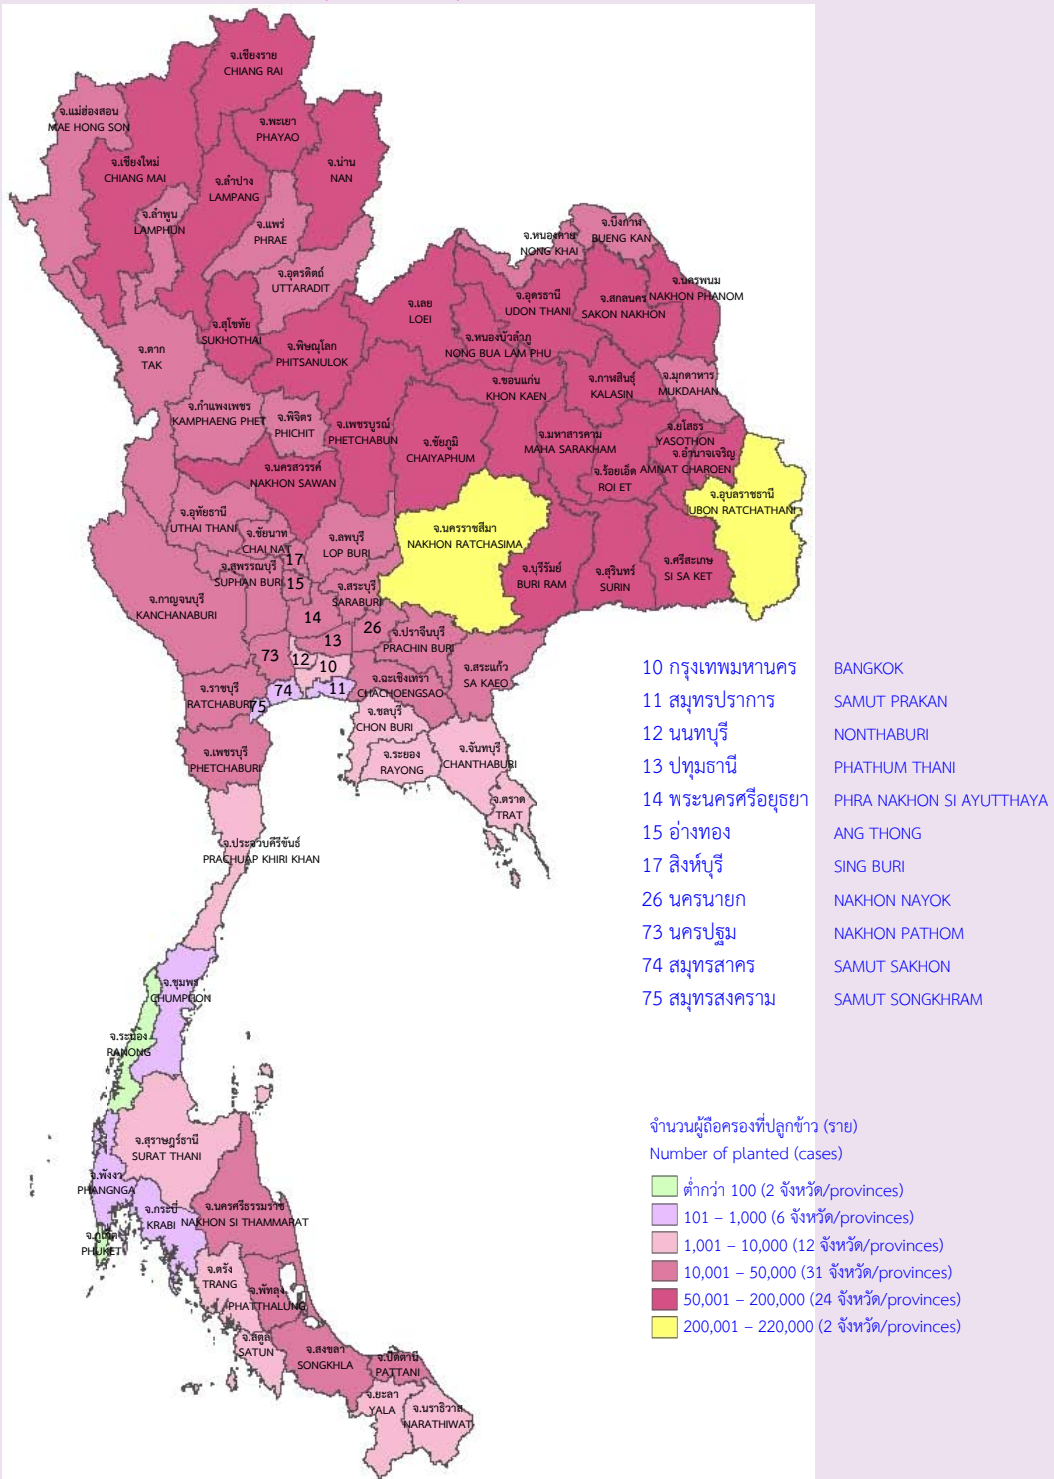 จ.เชียงราย
CHIANG RAI
จ.แม่ฮ่องสอน
MAE HONG SON
จ.พะเยา
PHAYAO
จ.เชียงใหม่
CHIANG MAI
จ.น่าน
NAN
จ.ลำปาง
LAMPANG
จ.ลำพูน
LAMPHUN
จ.แพร่
PHRAE
จ.อุตรดิตถ์
UTTARADIT
จ.หนองคาย
NONG KHAI
จ.บึงกาฬ
BUENG KAN
จ.เลย
LOEI
จ.อุดรธานี
UDON THANI
จ.สกลนคร
SAKON NAKHON
จ.นครพนม
NAKHON PHANOM
จ.สุโขทัย
SUKHOTHAI
จ.ตาก
TAK
จ.พิษณุโลก
PHITSANULOK
จ.หนองบัวลำภู
NONG BUA LAM PHU
จ.ขอนแก่น
KHON KAEN
จ.กาฬสินธุ์
KALASIN
จ.มุกดาหาร
MUKDAHAN
จ.กำแพงเพชร
KAMPHAENG PHET
จ.พิจิตร
PHICHIT
จ.เพชรบูรณ์
PHETCHABUN
จ.ชัยภูมิ
CHAIYAPHUM
จ.มหาสารคาม
MAHA SARAKHAM
จ.ยโสธร
YASOTHON
จ.อำนาจเจริญ
AMNAT CHAROEN
จ.ร้อยเอ็ด
ROI ET
จ.นครสวรรค์
NAKHON SAWAN
จ.อุบลราชธานี
UBON RATCHATHANI
จ.อุทัยธานี
UTHAI THANI
จ.ชัยนาท
CHAI NAT
จ.ลพบุรี
LOP BURI
จ.นครราชสีมา
NAKHON RATCHASIMA
จ.บุรีรัมย์
BURI RAM
จ.สุรินทร์
SURIN
จ.ศรีสะเกษ
SI SA KET
จ.สุพรรณบุรี
SUPHAN BURI
17
15
จ.สระบุรี
SARABURI
จ.กาญจนบุรี
KANCHANABURI
14
26
13
จ.ปราจีนบุรี
PRACHIN BURI
73
12
10
จ.สระแก้ว
SA KAEO
จ.ฉะเชิงเทรา
CHACHOENGSAO
จ.ราชบุรี
RATCHABURI
74
11
75
จ.ชลบุรี
CHON BURI
จ.เพชรบุรี
PHETCHABURI
จ.ระยอง
RAYONG
จ.จันทบุรี
CHANTHABURI
จ.ตราด
TRAT
จ.ประจวบคีรีขันธ์
PRACHUAP KHIRI KHAN
10 กรุงเทพมหานคร BANGKOK
11 สมุทรปราการ SAMUT PRAKAN
12 นนทบุรี NONTHABURI
13 ปทุมธานี PHATHUM THANI
14 พระนครศรีอยุธยา PHRA NAKHON SI AYUTTHAYA
15 อ่างทอง ANG THONG
17 สิงห์บุรี SING BURI
26 นครนายก NAKHON NAYOK
73 นครปฐม NAKHON PATHOM
74 สมุทรสาคร SAMUT SAKHON
75 สมุทรสงคราม SAMUT SONGKHRAM
จ.ชุมพร
CHUMPHON
จ.ระนอง
RANONG
จ.สุราษฎร์ธานี
SURAT THANI
จ.พังงา
PHANGNGA
จ.กระบี่
KRABI
จ.นครศรีธรรมราช
NAKHON SI THAMMARAT
จ.ภูเก็ต
PHUKET
จ.ตรัง
TRANG
จ.พัทลุง
PHATTHALUNG
จ.สตูล
SATUN
จ.สงขลา
SONGKHLA
จ.ปัตตานี
PATTANI
จ.ยะลา
YALA
จ.นราธิวาส
NARATHIWAT
จำนวนผู้ถือครองที่ปลูกข้าว (ราย)
Number of planted (cases)
ต่ำกว่า 100 (2 จังหวัด/provinces)
101 – 1,000 (6 จังหวัด/provinces)
1,001 – 10,000 (12 จังหวัด/provinces)
10,001 – 50,000 (31 จังหวัด/provinces)
50,001 – 200,000 (24 จังหวัด/provinces)
200,001 – 220,000 (2 จังหวัด/provinces)